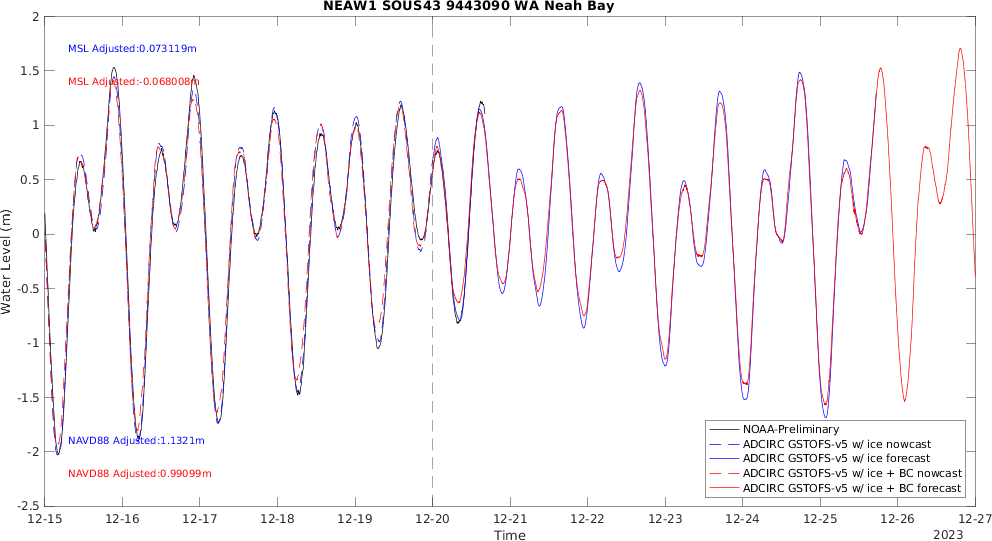 NEAW1 SOUS43 9443090 WA Neah Bay
MSL Adjusted:0.073119m
MSL Adjusted:-0.068008m
NAVD88 Adjusted:1.1321m
NAVD88 Adjusted:0.99099m
Water Level (m)
2
1.5
1
0.5
0
-0.5
-1
-1.5
-2
-2.5
NOAA-Preliminary
ADCIRC GSTOFS-v5 w/ ice nowcast
ADCIRC GSTOFS-v5 w/ ice forecast
ADCIRC GSTOFS-v5 w/ ice + BC nowcast
ADCIRC GSTOFS-v5 w/ ice + BC forecast
12-15 12-16 12-17 12-18 12-19 12-20 12-21 12-22 12-23 12-24 12-25 12-26 12-27
Time
2023